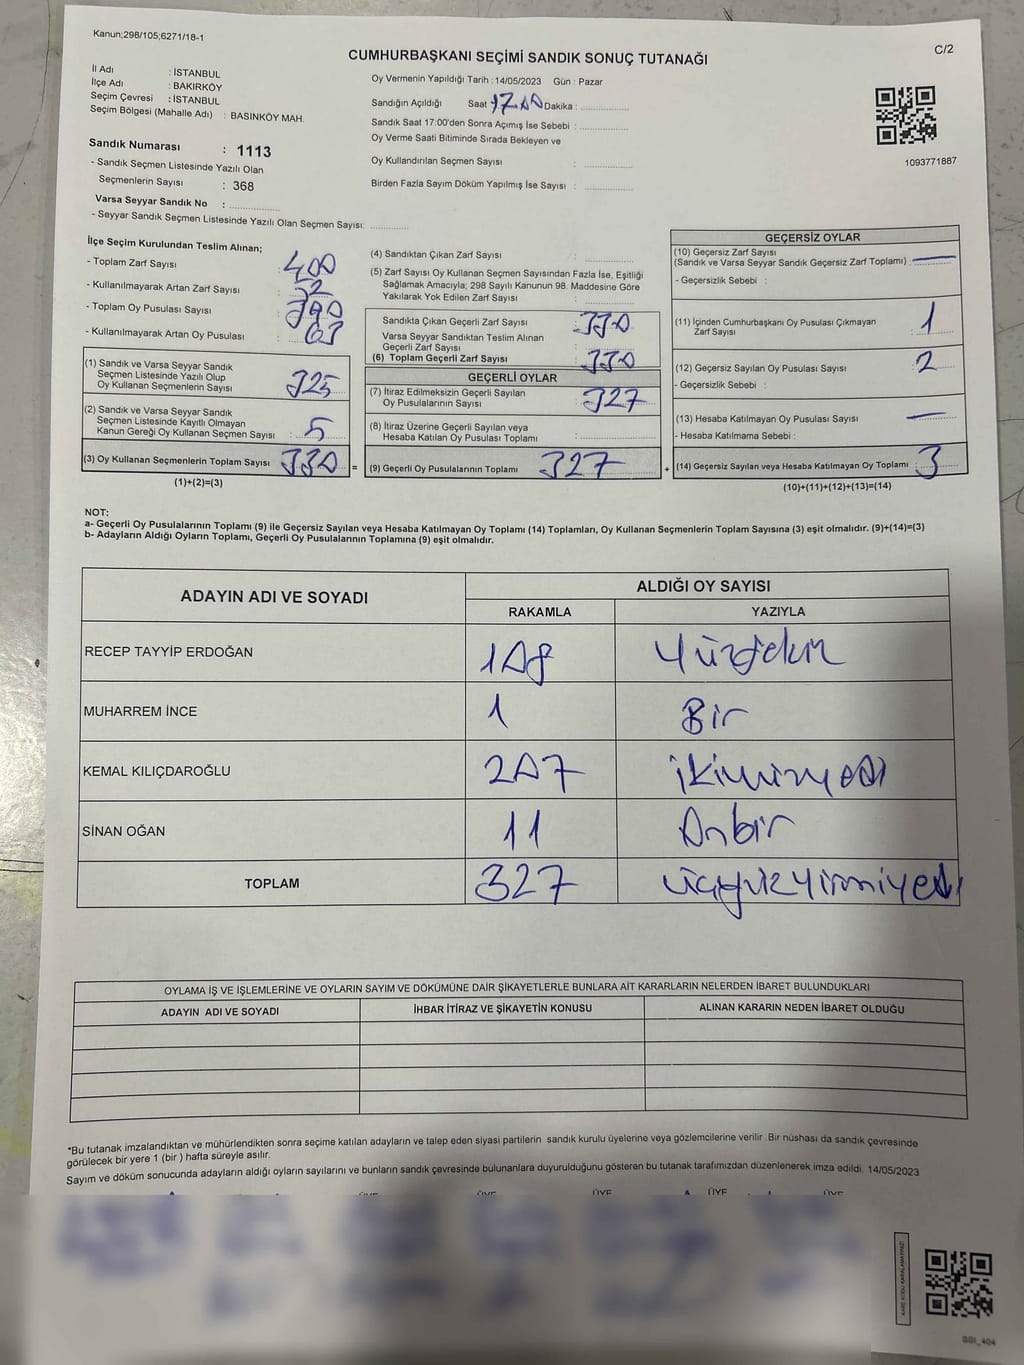 Kanun;298/105;6271/18-1
C/2
CUMHURBAŞKANI SEÇİMİ SANDIK SONUÇ TUTANAĞI
İl Adı : İSTANBUL
İlçe Adı : BAKIRKÖY
Seçim Çevresi : İSTANBUL
Seçim Bölgesi (Mahalle Adı) : BASINKÖY MAH.
Sandık Numarası : 1113
- Sandık Seçmen Listesinde Yazılı Olan
Seçmenlerin Sayısı : 368
Varsa Seyyar Sandık No :
- Seyyar Sandık Seçmen Listesinde Yazılı Olan Seçmen Sayısı:
Oy Vermenin Yapıldığı Tarih : 14/05/2023 Gün : Pazar
Sandığın Açıldığı Saat 17.00 Dakika :
Sandık Saat 17:00'den Sonra Açımış İse Sebebi :
Oy Verme Saati Bitiminde Sırada Bekleyen ve
Oy Kullandırılan Seçmen Sayısı :
Birden Fazla Sayım Döküm Yapılmış İse Sayısı :
1093771887
İlçe Seçim Kurulundan Teslim Alınan;
- Toplam Zarf Sayısı : 400
- Kullanılmayarak Artan Zarf Sayısı :
- Toplam Oy Pusulası Sayısı : 390
- Kullanılmayarak Artan Oy Pusulası : 63
(1) Sandık ve Varsa Seyyar Sandık
Seçmen Listesinde Yazılı Olup
Oy Kullanan Seçmenlerin Sayısı : 325
(2) Sandık ve Varsa Seyyar Sandık
Seçmen Listesinde Kayıtlı Olmayan
Kanun Gereği Oy Kullanan Seçmen Sayısı : 5
(3) Oy Kullanan Seçmenlerin Toplam Sayısı : 330 =
(1)+(2)=(3)
(4) Sandıktan Çıkan Zarf Sayısı :
(5) Zarf Sayısı Oy Kullanan Seçmen Sayısından Fazla İse, Eşitliği
Sağlamak Amacıyla; 298 Sayılı Kanunun 98. Maddesine Göre
Yakılarak Yok Edilen Zarf Sayısı :
Sandıkta Çıkan Geçerli Zarf Sayısı : 330
Varsa Seyyar Sandıktan Teslim Alınan
Geçerli Zarf Sayısı :
(6) Toplam Geçerli Zarf Sayısı : 330
GEÇERLİ OYLAR
(7) İtiraz Edilmeksizin Geçerli Sayılan
Oy Pusulalarının Sayısı : 327
(8) İtiraz Üzerine Geçerli Sayılan veya
Hesaba Katılan Oy Pusulası Toplamı :
(9) Geçerli Oy Pusulalarının Toplamı : 327 +
GEÇERSİZ OYLAR
(10) Geçersiz Zarf Sayısı
(Sandık ve Varsa Seyyar Sandık Geçersiz Zarf Toplamı) : —
- Geçersizlik Sebebi :
(11) İçinden Cumhurbaşkanı Oy Pusulası Çıkmayan
Zarf Sayısı : 1
(12) Geçersiz Sayılan Oy Pusulası Sayısı : 2
- Geçersizlik Sebebi :
(13) Hesaba Katılmayan Oy Pusulası Sayısı : —
- Hesaba Katılmama Sebebi :
(14) Geçersiz Sayılan veya Hesaba Katılmayan Oy Toplamı : 3
(10)+(11)+(12)+(13)=(14)
NOT:
a- Geçerli Oy Pusulalarının Toplamı (9) ile Geçersiz Sayılan veya Hesaba Katılmayan Oy Toplamı (14) Toplamları, Oy Kullanan Seçmenlerin Toplam Sayısına (3) eşit olmalıdır. (9)+(14)=(3)
b- Adayların Aldığı Oyların Toplamı, Geçerli Oy Pusulalarının Toplamına (9) eşit olmalıdır.
ADAYIN ADI VE SOYADI
ALDIĞI OY SAYISI
RAKAMLA YAZIYLA
RECEP TAYYİP ERDOĞAN 108 Yüzsekiz
MUHARREM İNCE 1 Bir
KEMAL KILIÇDAROĞLU 207 ikiyüzyedi
SİNAN OĞAN 11 Onbir
TOPLAM 327 üçyüzyirmiyedi
OYLAMA İŞ VE İŞLEMLERİNE VE OYLARIN SAYIM VE DÖKÜMÜNE DAİR ŞİKAYETLERLE BUNLARA AİT KARARLARIN NELERDEN İBARET BULUNDUKLARI
ADAYIN ADI VE SOYADI İHBAR İTİRAZ VE ŞİKAYETİN KONUSU ALINAN KARARIN NEDEN İBARET OLDUĞU
*Bu tutanak imzalandıktan ve mühürlendikten sonra seçime katılan adayların ve talep eden siyasi partilerin sandık kurulu üyelerine veya gözlemcilerine verilir. Bir nüshası da sandık çevresinde
görülecek bir yere 1 (bir ) hafta süreyle asılır.
Sayım ve döküm sonucunda adayların aldığı oyların sayılarını ve bunların sandık çevresinde bulunanlara duyurulduğunu gösteren bu tutanak tarafımızdan düzenlenerek imza edildi. 14/05/2023
ÜYE ÜYE ÜYE ÜYE ÜYE